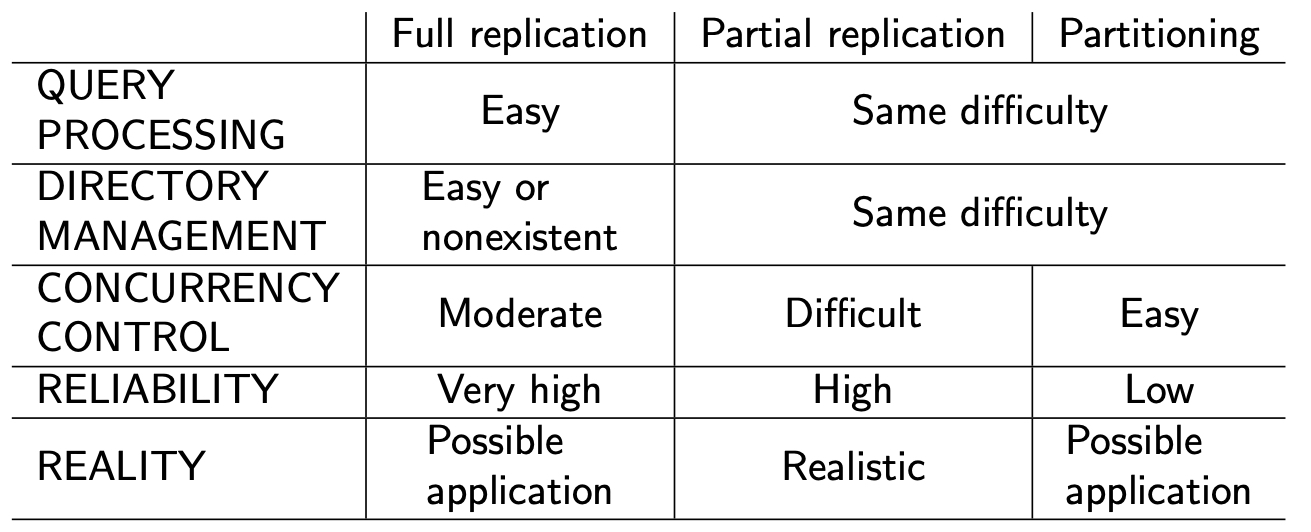 Full replication Partial replication Partitioning
QUERY
PROCESSING
Easy
Same difficulty
DIRECTORY
MANAGEMENT
Easy or
nonexistent
Same difficulty
CONCURRENCY
CONTROL
Moderate
Difficult
Easy
RELIABILITY Very high High Low
REALITY
Possible
application
Realistic
Possible
application